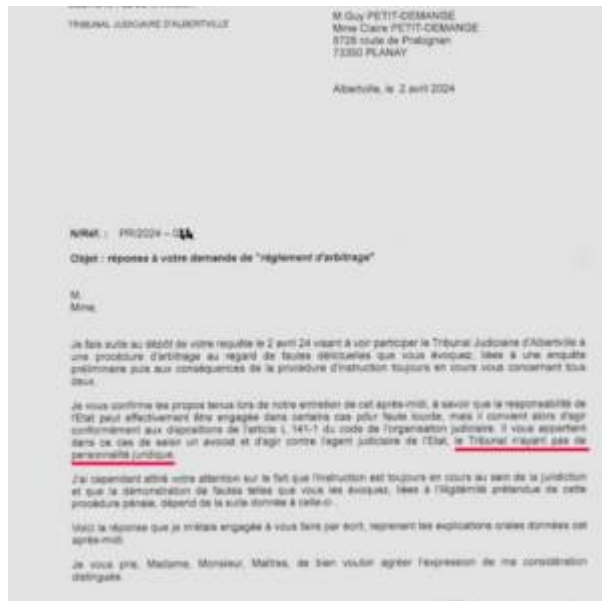 TRIBUNAL JUDICIAIRE D'ALBERTVILLE
M.Guy PETIT-DEMANGE
Mme Claire PETIT-DEMANGE
6728 route de Pralognan
73350 PLANAY
Albertville, le 2 avril 2024
N/Réf. : PR/2024 –
Objet : réponse à votre demande de "règlement d'arbitrage"
M.
Mme,
Je fais suite au dépôt de votre requête le 2 avril 24 visant à voir participer le Tribunal Judiciaire d'Albertville à
une procédure d'arbitrage au regard de fautes délictuelles que vous évoquez, liées à une enquête
préliminaire puis aux conséquences de la procédure d'instruction toujours en cours vous concernant tous
deux.
Je vous confirme les propos tenus lors de notre entretien de cet après-midi, à savoir que la responsabilité de
l'Etat peut effectivement être engagée dans certains cas pour faute lourde, mais il convient alors d'agir
conformément aux dispositions de l'article L 141-1 du code de l'organisation judiciaire. Il vous appartient
dans ce cas de saisir un avocat et d'agir contre l'agent judiciaire de l'Etat, le Tribunal n'ayant pas de
personnalité juridique.
J'ai cependant attiré votre attention sur le fait que l'instruction est toujours en cours au sein de la juridiction
et que la démonstration de fautes telles que vous les évoquez, liées à l'illégitimité prétendue de cette
procédure pénale, dépend de la suite donnée à celle-ci.
Voici la réponse que je m'étais engagée à vous faire par écrit, reprenant les explications orales données cet
après-midi.
Je vous prie, Madame, Monsieur, Maîtres, de bien vouloir agréer l'expression de ma considération
distinguée.